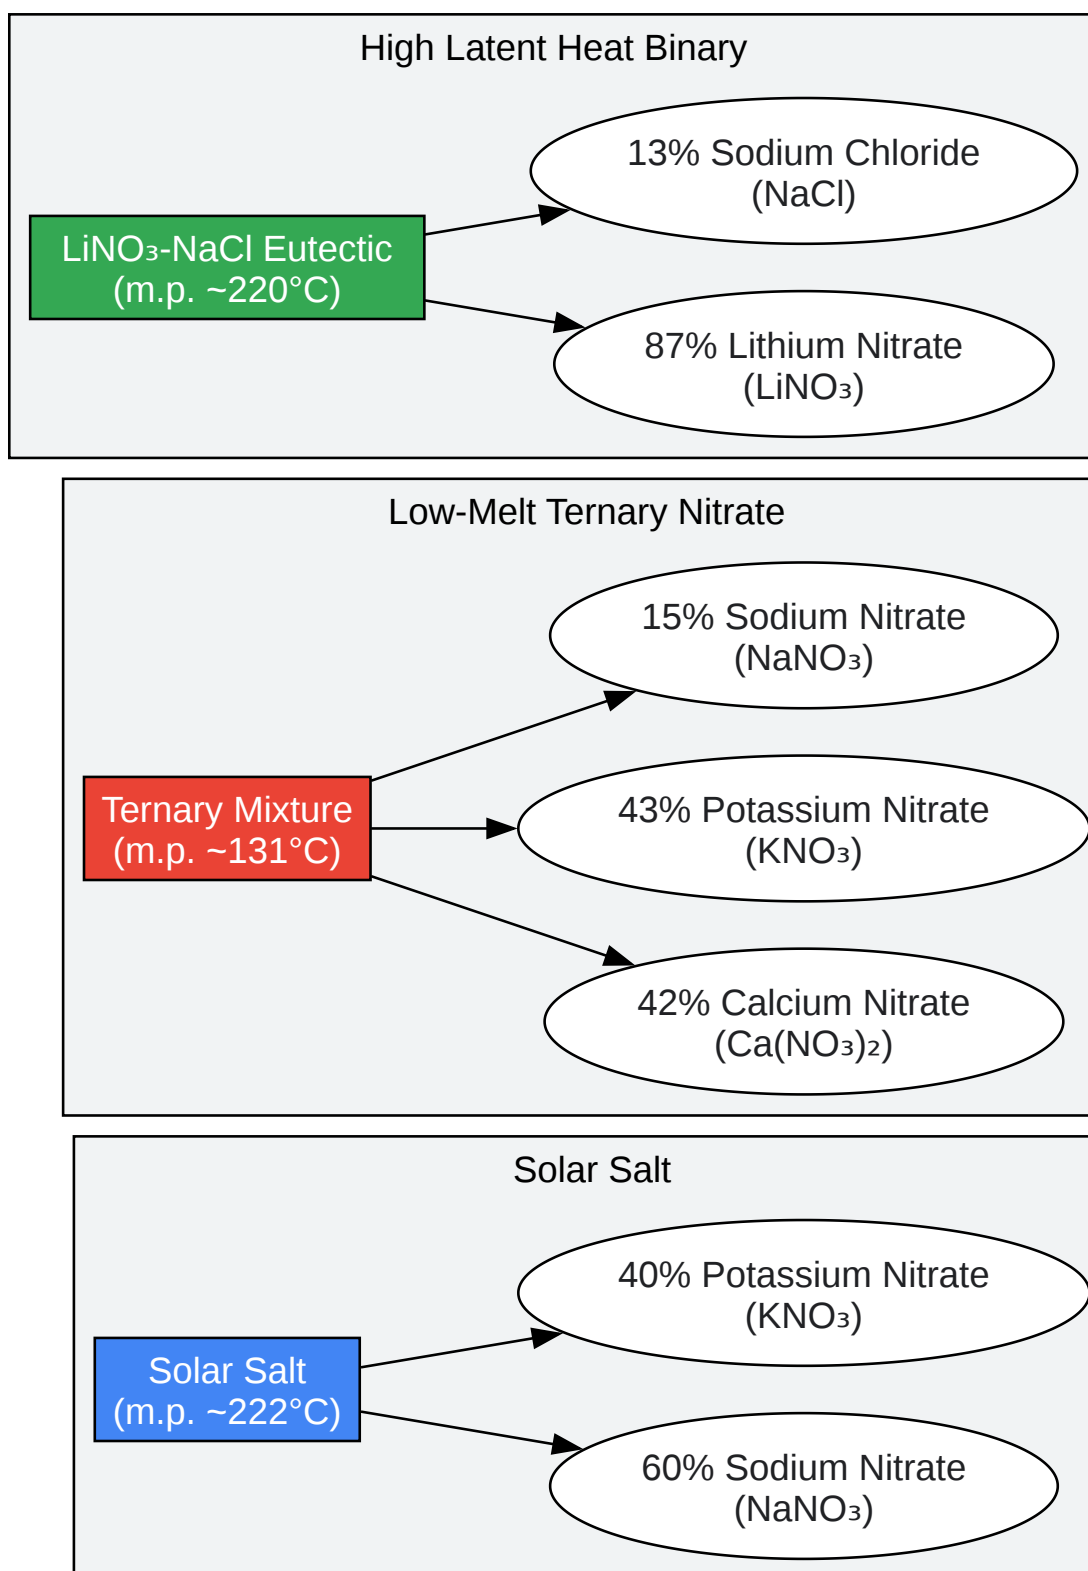 High Latent Heat Binary
13% Sodium Chloride
(NaCl)
LiNO₃-NaCl Eutectic
(m.p. ~220°C)
87% Lithium Nitrate
(LiNO₃)
Low-Melt Ternary Nitrate
15% Sodium Nitrate
(NaNO₃)
Ternary Mixture
(m.p. ~131°C)
43% Potassium Nitrate
(KNO₃)
42% Calcium Nitrate
(Ca(NO₃)₂)
Solar Salt
40% Potassium Nitrate
(KNO₃)
Solar Salt
(m.p. ~222°C)
60% Sodium Nitrate
(NaNO₃)